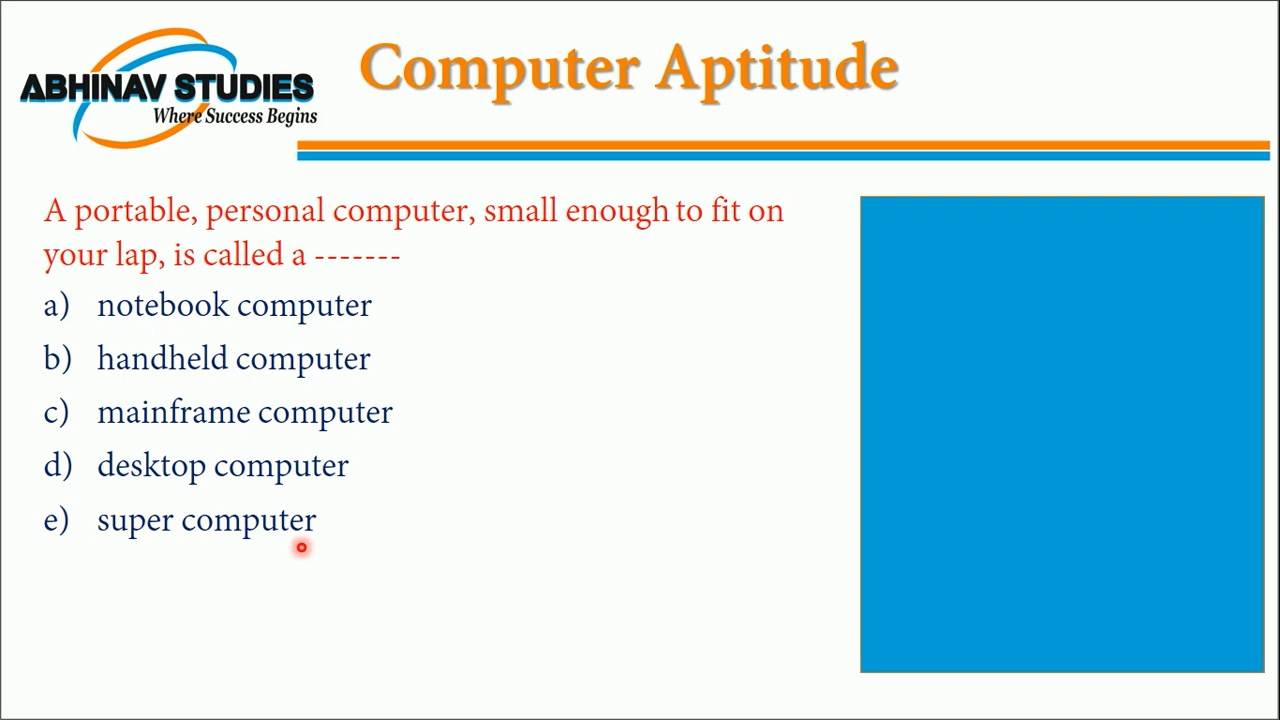 ABHINAV STUDIES
Where Success Begins
Computer Aptitude
A portable, personal computer, small enough to fit on
your lap, is called a -------
a) notebook computer
b) handheld computer
c) mainframe computer
d) desktop computer
e) super computer